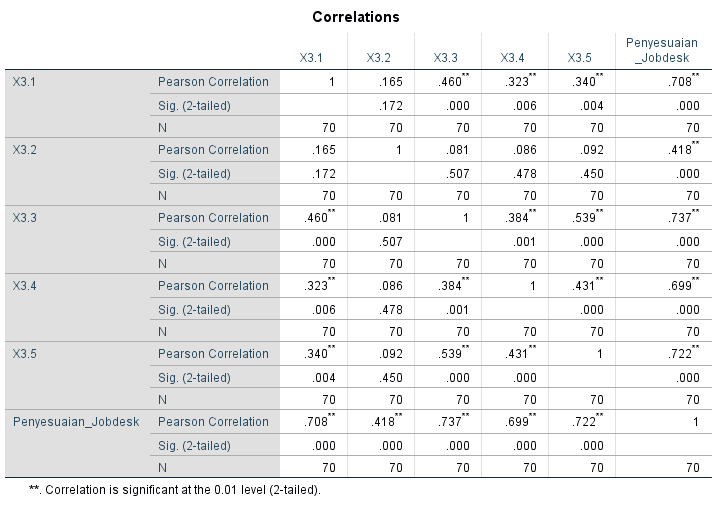 Correlations
X3.1 X3.2 X3.3 X3.4 X3.5 Penyesuaian
_Jobdesk
X3.1 Pearson Correlation 1 .165 .460** .323** .340** .708**
Sig. (2-tailed) .172 .000 .006 .004 .000
N 70 70 70 70 70 70
X3.2 Pearson Correlation .165 1 .081 .086 .092 .418**
Sig. (2-tailed) .172 .507 .478 .450 .000
N 70 70 70 70 70 70
X3.3 Pearson Correlation .460** .081 1 .384** .539** .737**
Sig. (2-tailed) .000 .507 .001 .000 .000
N 70 70 70 70 70 70
X3.4 Pearson Correlation .323** .086 .384** 1 .431** .699**
Sig. (2-tailed) .006 .478 .001 .000 .000
N 70 70 70 70 70 70
X3.5 Pearson Correlation .340** .092 .539** .431** 1 .722**
Sig. (2-tailed) .004 .450 .000 .000 .000
N 70 70 70 70 70 70
Penyesuaian_Jobdesk Pearson Correlation .708** .418** .737** .699** .722** 1
Sig. (2-tailed) .000 .000 .000 .000 .000
N 70 70 70 70 70 70
**. Correlation is significant at the 0.01 level (2-tailed).